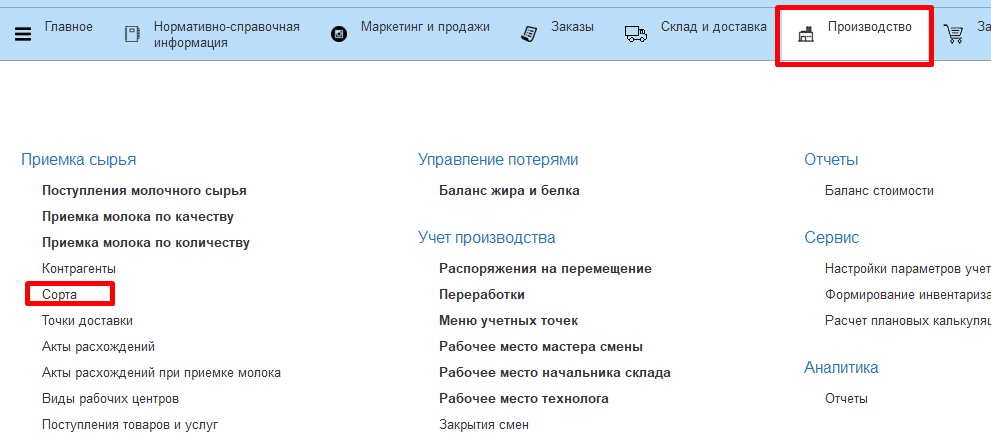 Главное
Нормативно-справочная
информация
Маркетинг и продажи
Заказы
Склад и доставка
Производство
За
Приемка сырья
Поступления молочного сырья
Приемка молока по качеству
Приемка молока по количеству
Контрагенты
Сорта
Точки доставки
Акты расхождений
Акты расхождений при приемке молока
Виды рабочих центров
Поступления товаров и услуг
Управление потерями
Баланс жира и белка
Учет производства
Распоряжения на перемещение
Переработки
Меню учетных точек
Рабочее место мастера смены
Рабочее место начальника склада
Рабочее место технолога
Закрытия смен
Отчеты
Баланс стоимости
Сервис
Настройки параметров учет
Формирование инвентариза
Расчет плановых калькуляц
Аналитика
Отчеты